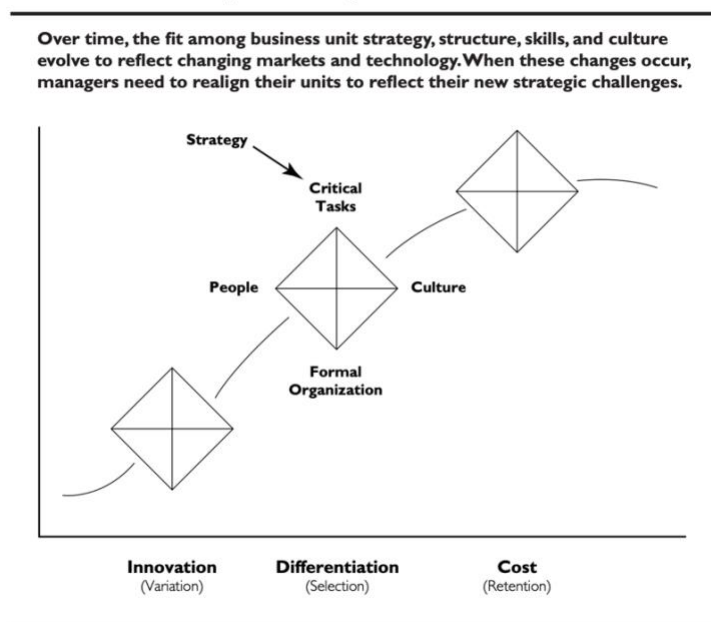 Over time, the fit among business unit strategy, structure, skills, and culture
evolve to reflect changing markets and technology. When these changes occur,
managers need to realign their units to reflect their new strategic challenges.
Strategy
Critical
Tasks
People
Culture
Formal
Organization
Innovation
(Variation)
Differentiation
(Selection)
Cost
(Retention)